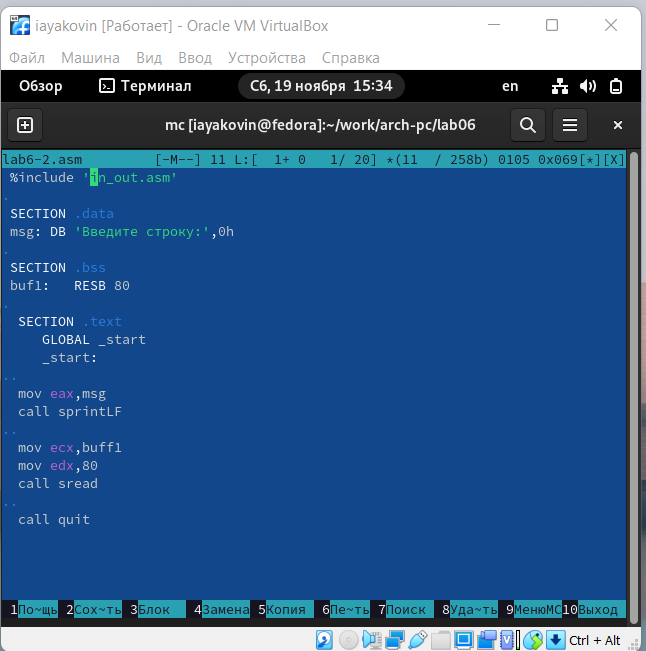 iayakovin [Работает] - Oracle VM VirtualBox
Файл Машина Вид Ввод Устройства Справка
Обзор Терминал Сб, 19 ноября 15:34 en
mc [iayakovin@fedora]:~/work/arch-pc/lab06
lab6-2.asm [-M--] 11 L:[ 1+ 0 1/ 20] *(11 / 258b) 0105 0x069[*][X]
%include 'in_out.asm'
.
SECTION .data
msg: DB 'Введите строку:',0h
.
SECTION .bss
buf1: RESB 80
.
SECTION .text
GLOBAL _start
_start:
..
mov eax,msg
call sprintLF
..
mov ecx,buff1
mov edx,80
call sread
..
call quit
1По~щь 2Сох~ть 3Блок 4Замена 5Копия 6Пе~ть 7Поиск 8Уда~ть 9МенюMC 10Выход
Ctrl + Alt